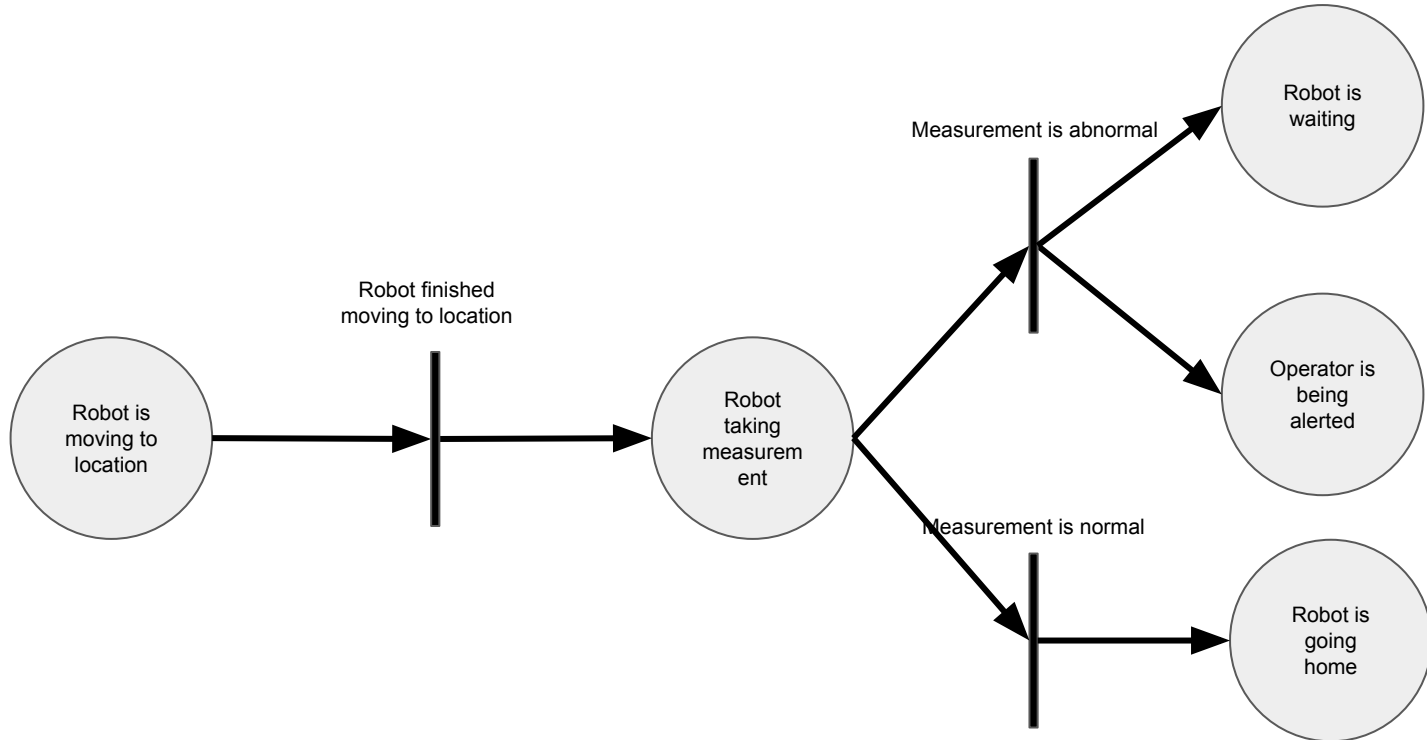 Robot is
moving to
location
Robot finished
moving to location
Robot
taking
measurem
ent
Measurement is abnormal
Robot is
waiting
Operator is
being
alerted
Measurement is normal
Robot is
going
home